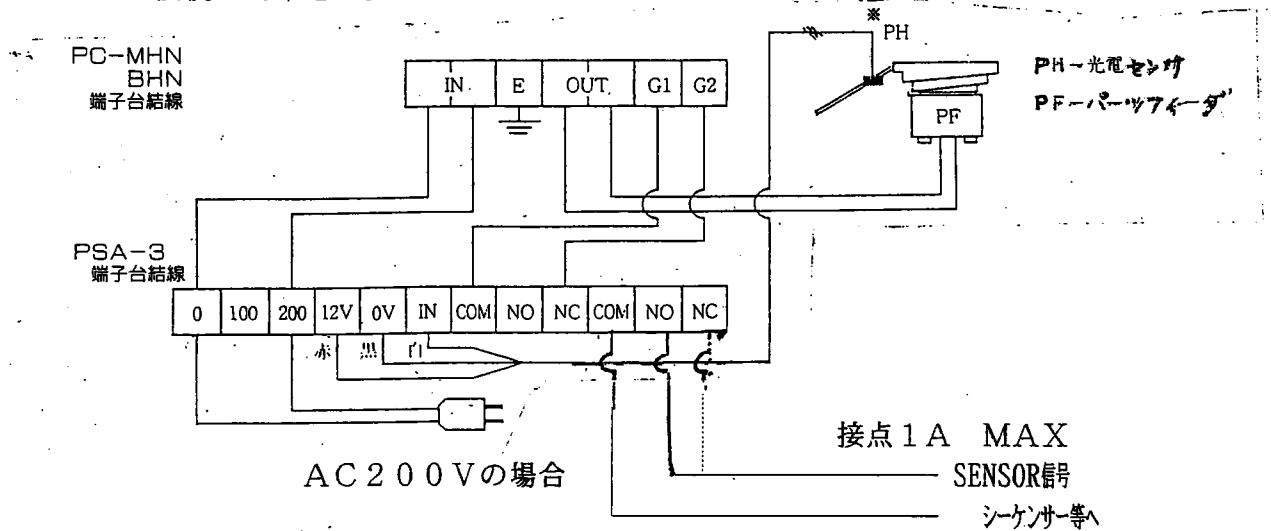 ※
PH
PC-MHN
BHN
端子台結線
IN E OUT G1 G2
PF
PH-光電センサ
PF-パーツフィーダ
PSA-3
端子台結線
0 100 200 12V 0V IN COM NO NC COM NO NC
赤 黒 白
接点1A MAX
AC200Vの場合
SENSOR信号
シーケンサー等へ